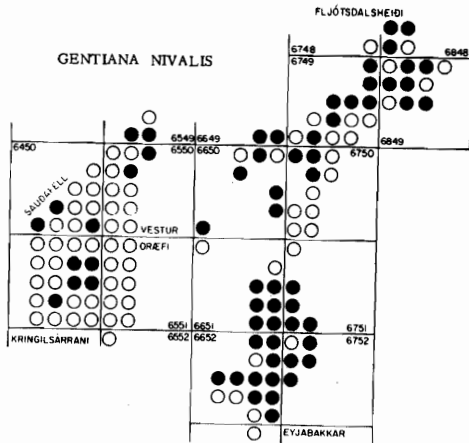 FLJÓTSDALSHEIÐI
GENTIANA NIVALIS
6748 6848
6749
6450 6549 6649
6550 6650 6750 6849
SAUÐAFELL
VESTUR
ÖRÆFI
6551 6651 6751
KRINGILSÁRRANI 6552 6652 6752
EYJABAKKAR